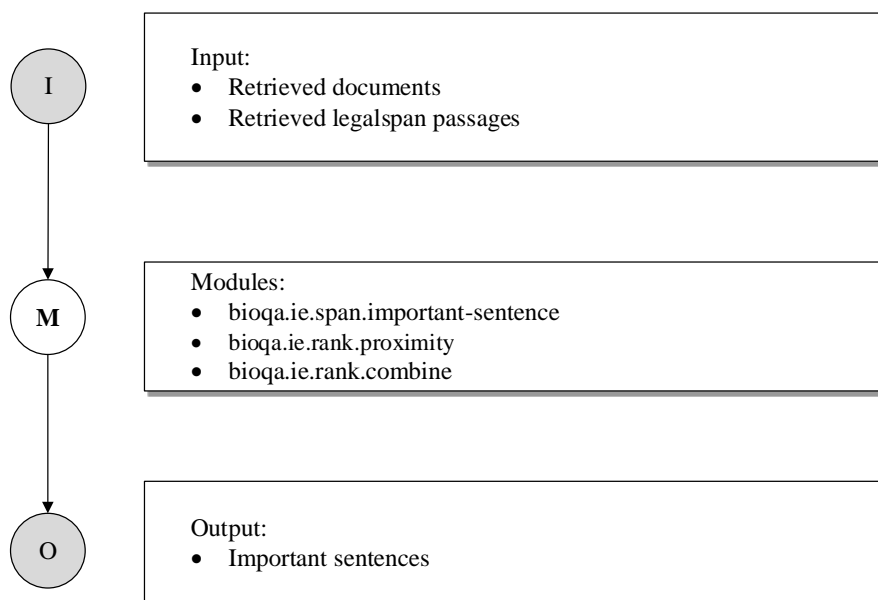 I
Input:
• Retrieved documents
• Retrieved legalspan passages
M
Modules:
• bioqa.ie.span.important-sentence
• bioqa.ie.rank.proximity
• bioqa.ie.rank.combine
O
Output:
• Important sentences